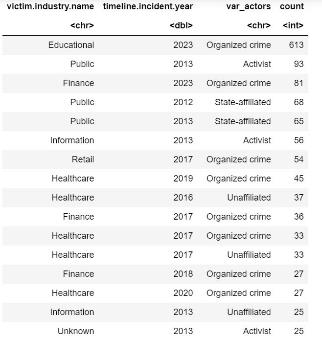 victim.industry.name timeline.incident.year var_actors count
<chr> <dbl> <chr> <int>
Educational 2023 Organized crime 613
Public 2013 Activist 93
Finance 2023 Organized crime 81
Public 2012 State-affiliated 68
Public 2013 State-affiliated 65
Information 2013 Activist 56
Retail 2017 Organized crime 54
Healthcare 2019 Organized crime 45
Healthcare 2016 Unaffiliated 37
Finance 2017 Organized crime 36
Healthcare 2017 Organized crime 33
Healthcare 2017 Unaffiliated 33
Finance 2018 Organized crime 27
Healthcare 2020 Organized crime 27
Information 2013 Unaffiliated 25
Unknown 2013 Activist 25